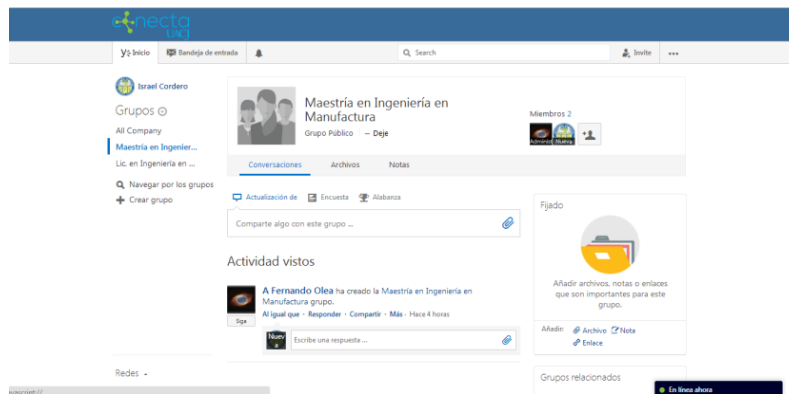 c necta
UACJ
Inicio
Bandeja de entrada
Search
Invite
Israel Cordero
Grupos
All Company
Maestría en Ingenier...
Lic. en Ingeniería en ...
Navegar por los grupos
Crear grupo
Redes
Maestría en Ingeniería en
Manufactura
Grupo Público – Deje
Miembros 2
Administ Nueva
Conversaciones Archivos Notas
Actualización de Encuesta Alabanza
Comparte algo con este grupo ...
Actividad vistos
A Fernando Olea ha creado la Maestría en Ingeniería en
Manufactura grupo.
Al igual que · Responder · Compartir · Más · Hace 4 horas
Siga
Nuev
a
Escribe una respuesta ...
Fijado
Añadir archivos, notas o enlaces
que son importantes para este
grupo.
Añadir: Archivo Nota
Enlace
Grupos relacionados
En línea ahora